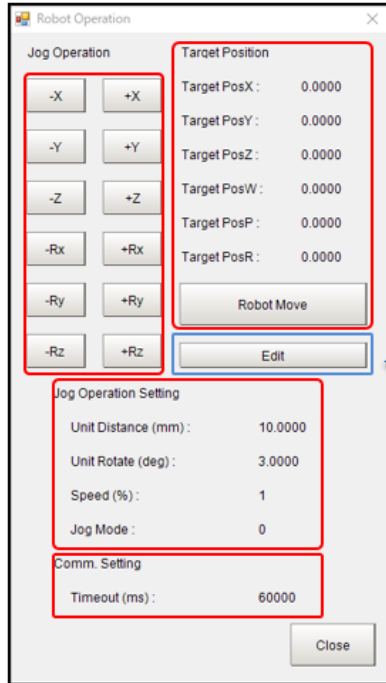 Robot Operation
Jog Operation
-X +X
-Y +Y
-Z +Z
-Rx +Rx
-Ry +Ry
-Rz +Rz
Target Position
Target PosX : 0.0000
Target PosY : 0.0000
Target PosZ : 0.0000
Target PosW : 0.0000
Target PosP : 0.0000
Target PosR : 0.0000
Robot Move
Edit
Jog Operation Setting
Unit Distance (mm) : 10.0000
Unit Rotate (deg) : 3.0000
Speed (%) : 1
Jog Mode : 0
Comm. Setting
Timeout (ms) : 60000
Close